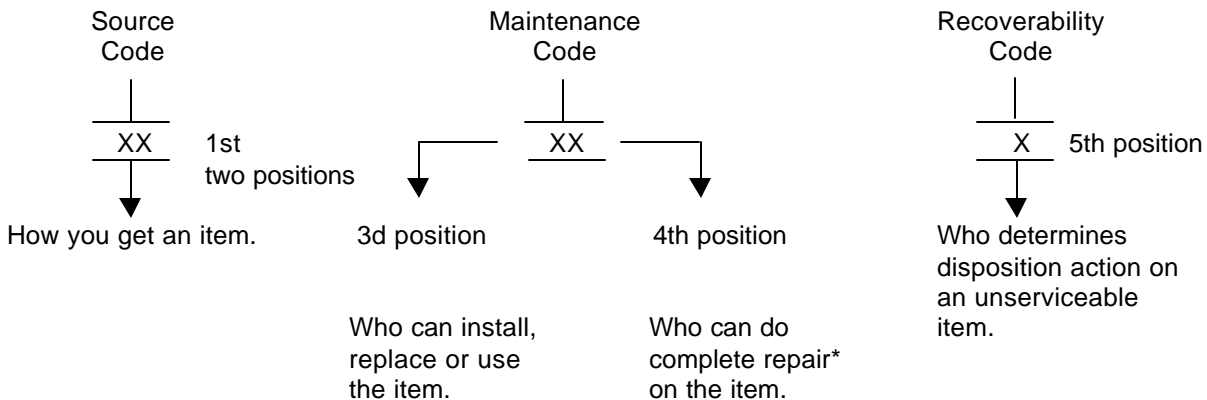 Source
Code
XX
1st
two positions
How you get an item.
Maintenance
Code
XX
3d position
Who can install,
replace or use
the item.
4th position
Who can do
complete repair*
on the item.
Recoverability
Code
X
5th position
Who determines
disposition action on
an unserviceable
item.